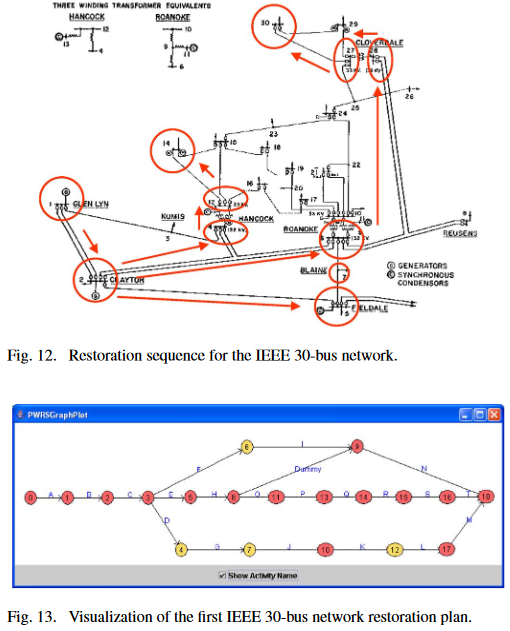 THREE WINDING TRANSFORMER EQUIVALENTS
HANCOCK ROANOKE
12
13
4
10
9
11
6
30
29
CLOVERDALE
27 28
26
25
24
23
15
18
14
19
21
22
16
20
17
12
33 KV.
10
HANCOCK
KUMIS
3
ROANOKE
1 GLEN LYN
2 CLAYTOR
8
REUSENS
BLAINE
7
5
FIELDALE
GENERATORS
SYNCHRONOUS
CONDENSORS
Fig. 12. Restoration sequence for the IEEE 30-bus network.
PWRSGraphPlot
6 I 9
F Dummy N
0 A 1 B 2 C 3 E 5 H 8 O 11 P 13 Q 14 R 15 S 16 T 18
D M
4 G 7 J 10 K 12 L 17
Show Activity Name
Fig. 13. Visualization of the first IEEE 30-bus network restoration plan.